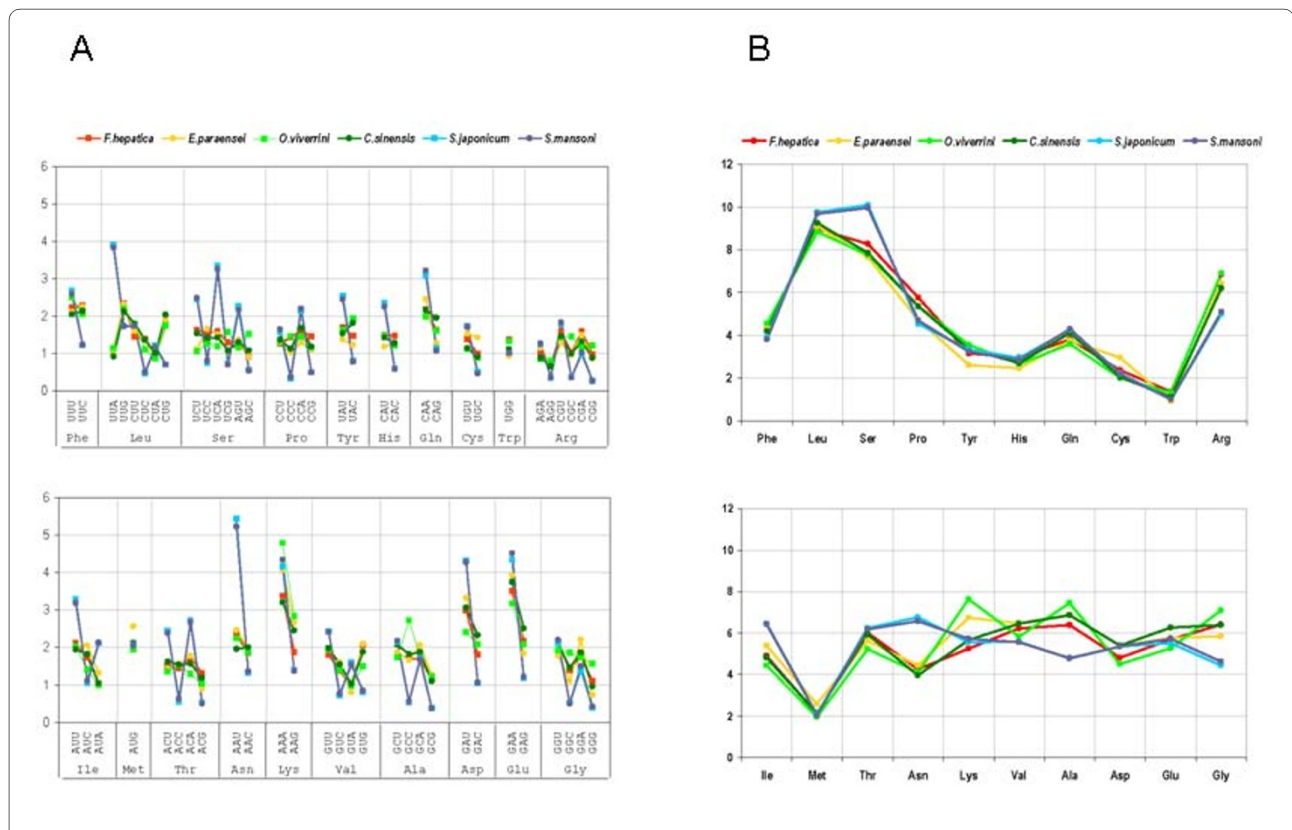 A
B
F.hepatica E.paraensei O.viverrini C.sinensis S.japonicum S.mansoni
6
5
4
3
2
1
0
UUU UUC UUA UUG CUU CUC CUA CUG UCU UCC UCA UCG AGU AGC CCU CCC CCA CCG UAU UAC CAU CAC CAA CAG UGU UGC UGG AGA AGG CGU CGC CGA CGG
Phe Leu Ser Pro Tyr His Gln Cys Trp Arg
F.hepatica E.paraensei O.viverrini C.sinensis S.japonicum S.mansoni
12
10
8
6
4
2
0
Phe Leu Ser Pro Tyr His Gln Cys Trp Arg
6
5
4
3
2
1
0
AUU AUC AUA AUG ACU ACC ACA ACG AAU AAC AAA AAG GUU GUC GUA GUG GCU GCC GCA GCG GAU GAC GAA GAG GGU GGC GGA GGG
Ile Met Thr Asn Lys Val Ala Asp Glu Gly
12
10
8
6
4
2
0
Ile Met Thr Asn Lys Val Ala Asp Glu Gly